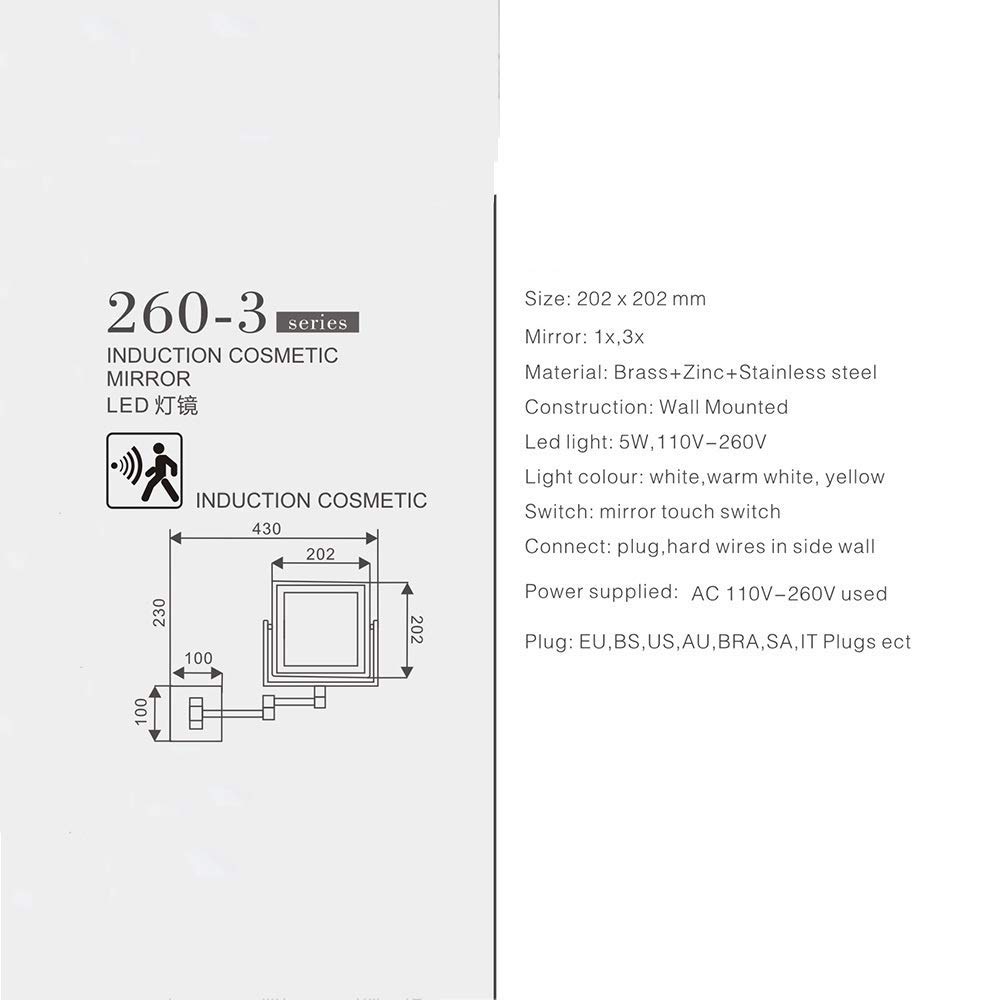 260-3 series
INDUCTION COSMETIC
MIRROR
LED 灯镜
INDUCTION COSMETIC
430
202
230
202
100
100
Size: 202 x 202 mm
Mirror: 1x,3x
Material: Brass+Zinc+Stainless steel
Construction: Wall Mounted
Led light: 5W,110V-260V
Light colour: white,warm white, yellow
Switch: mirror touch switch
Connect: plug,hard wires in side wall
Power supplied: AC 110V-260V used
Plug: EU,BS,US,AU,BRA,SA,IT Plugs ect